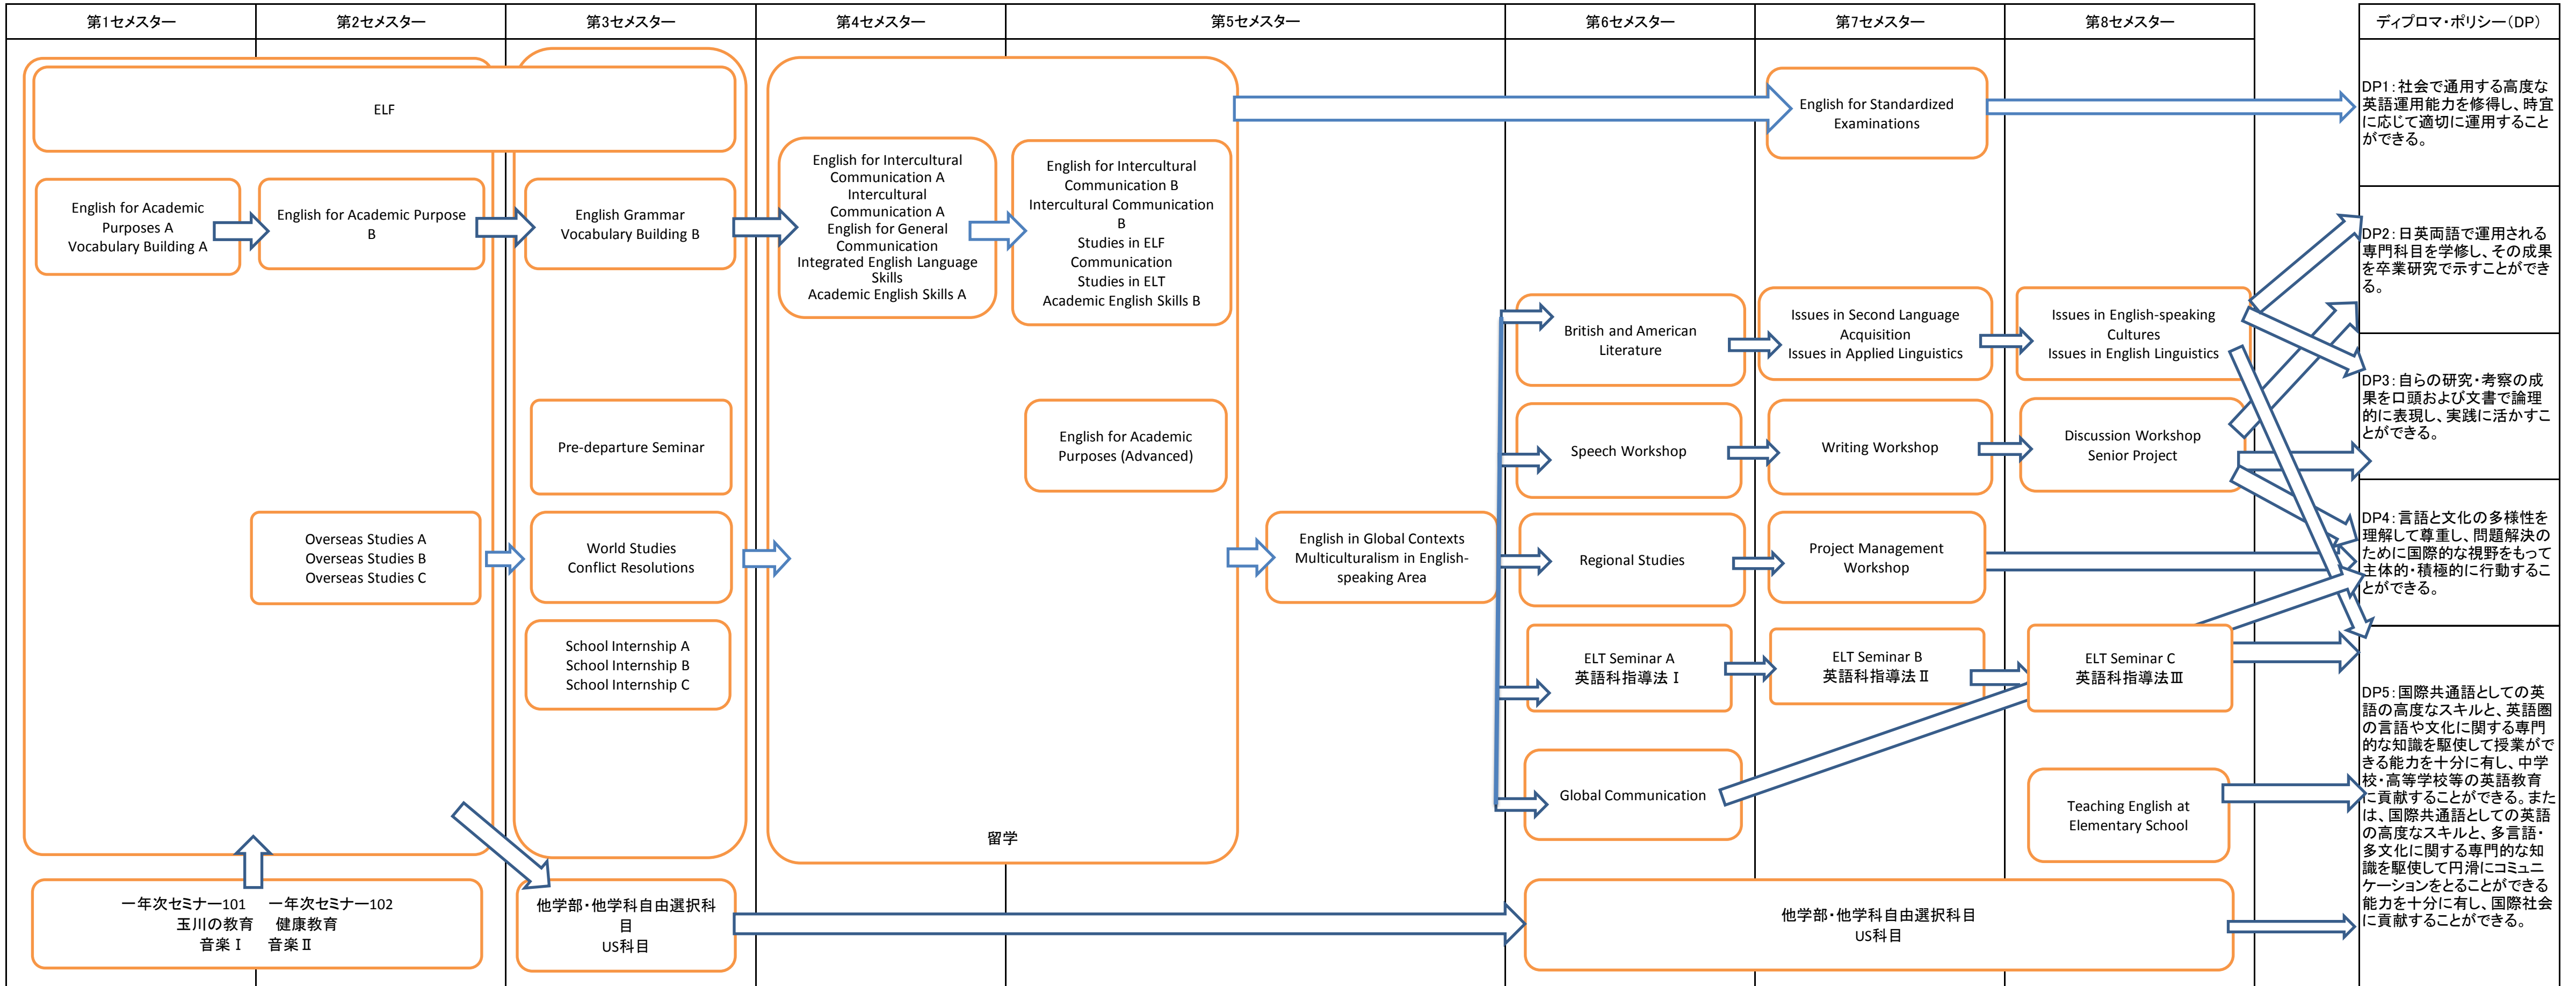 第1セメスター
第2セメスター
第3セメスター
第4セメスター
第5セメスター
第6セメスター
第7セメスター
第8セメスター
ディプロマ・ポリシー(DP)
ELF
English for Academic
Purposes A
Vocabulary Building A
English for Academic Purpose
B
English Grammar
Vocabulary Building B
English for Intercultural
Communication A
Intercultural
Communication A
English for General
Communication
Integrated English Language
Skills
Academic English Skills A
English for Intercultural
Communication B
Intercultural Communication
B
Studies in ELF
Communication
Studies in ELT
Academic English Skills B
English for Standardized
Examinations
British and American
Literature
Issues in Second Language
Acquisition
Issues in Applied Linguistics
Issues in English-speaking
Cultures
Issues in English Linguistics
Pre-departure Seminar
English for Academic
Purposes (Advanced)
Speech Workshop
Writing Workshop
Discussion Workshop
Senior Project
Overseas Studies A
Overseas Studies B
Overseas Studies C
World Studies
Conflict Resolutions
English in Global Contexts
Multiculturalism in English-
speaking Area
Regional Studies
Project Management
Workshop
School Internship A
School Internship B
School Internship C
ELT Seminar A
英語科指導法Ⅰ
ELT Seminar B
英語科指導法Ⅱ
ELT Seminar C
英語科指導法Ⅲ
留学
Global Communication
Teaching English at
Elementary School
一年次セミナー101 一年次セミナー102
玉川の教育 健康教育
音楽Ⅰ 音楽Ⅱ
他学部・他学科自由選択科
目
US科目
他学部・他学科自由選択科目
US科目
DP1:社会で通用する高度な
英語運用能力を修得し、時宜
に応じて適切に運用すること
ができる。
DP2:日英両語で運用される
専門科目を学修し、その成果
を卒業研究で示すことができ
る。
DP3:自らの研究・考察の成
果を口頭および文書で論理
的に表現し、実践に活かすこ
とができる。
DP4:言語と文化の多様性を
理解して尊重し、問題解決の
ために国際的な視野をもって
主体的・積極的に行動するこ
とができる。
DP5:国際共通語としての英
語の高度なスキルと、英語圏
の言語や文化に関する専門
的な知識を駆使して授業がで
きる能力を十分に有し、中学
校・高等学校等の英語教育
に貢献することができる。また
は、国際共通語としての英語
の高度なスキルと、多言語・
多文化に関する専門的な知
識を駆使して円滑にコミュニ
ケーションをとることができる
能力を十分に有し、国際社会
に貢献することができる。